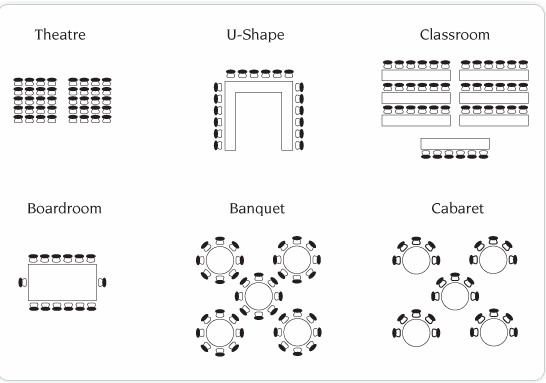 Theatre
U-Shape
Classroom
Boardroom
Banquet
Cabaret